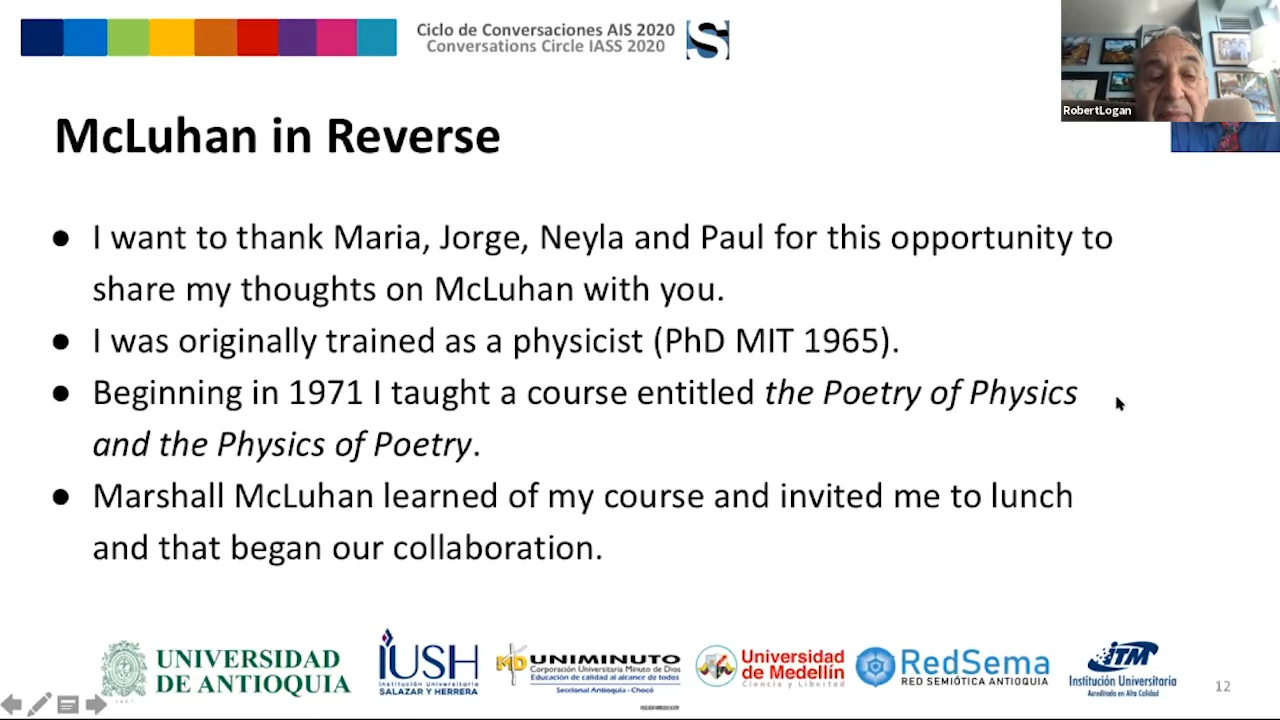 Ciclo de Conversaciones AIS 2020
Conversations Circle IASS 2020
S
RobertLogan
McLuhan in Reverse
● I want to thank Maria, Jorge, Neyla and Paul for this opportunity to
share my thoughts on McLuhan with you.
● I was originally trained as a physicist (PhD MIT 1965).
● Beginning in 1971 I taught a course entitled the Poetry of Physics
and the Physics of Poetry.
● Marshall McLuhan learned of my course and invited me to lunch
and that began our collaboration.
UNIVERSIDAD
DE ANTIOQUIA
IUSH
Institución Universitaria
SALAZAR Y HERRERA
MD UNIMINUTO
Corporación Universitaria Minuto de Dios
Educación de calidad al alcance de todos
Seccional Antioquia - Chocó
Universidad
de Medellín
Ciencia y Libertad
RedSema
RED SEMIÓTICA ANTIOQUIA
iTM
Institución Universitaria
Acreditada en Alta Calidad
12